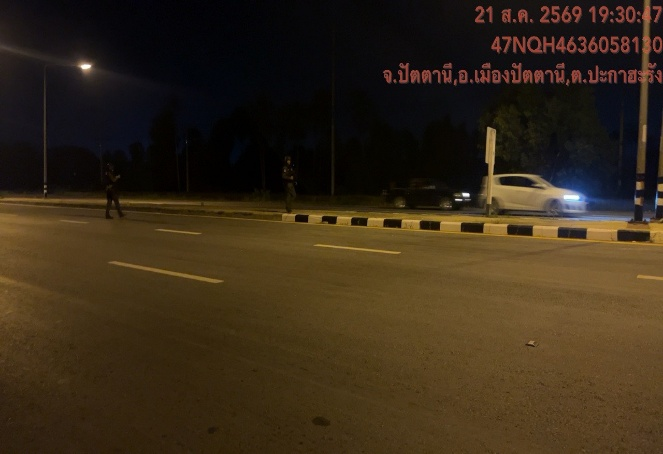 21 ส.ค. 2569 19:30:47
47NQH4636058130
จ.ปัตตานี,อ.เมืองปัตตานี,ต.ปะกาฮะรัง